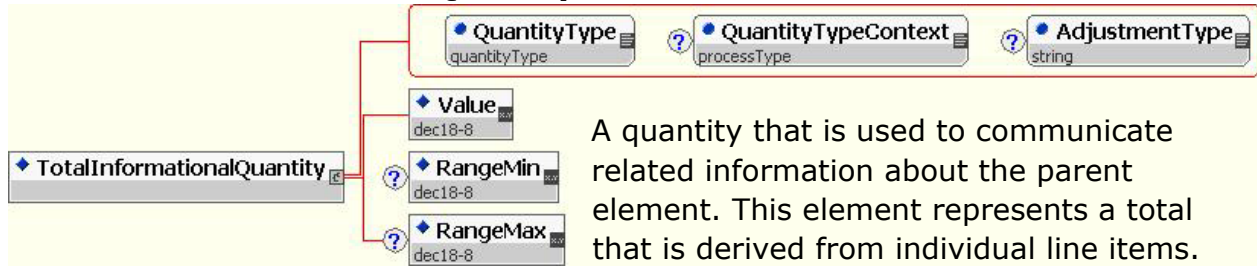 QuantityType
quantityType
? QuantityTypeContext
processType
? AdjustmentType
string
Value
dec18-8
TotalInformationalQuantity
? RangeMin
dec18-8
? RangeMax
dec18-8
A quantity that is used to communicate
related information about the parent
element. This element represents a total
that is derived from individual line items.